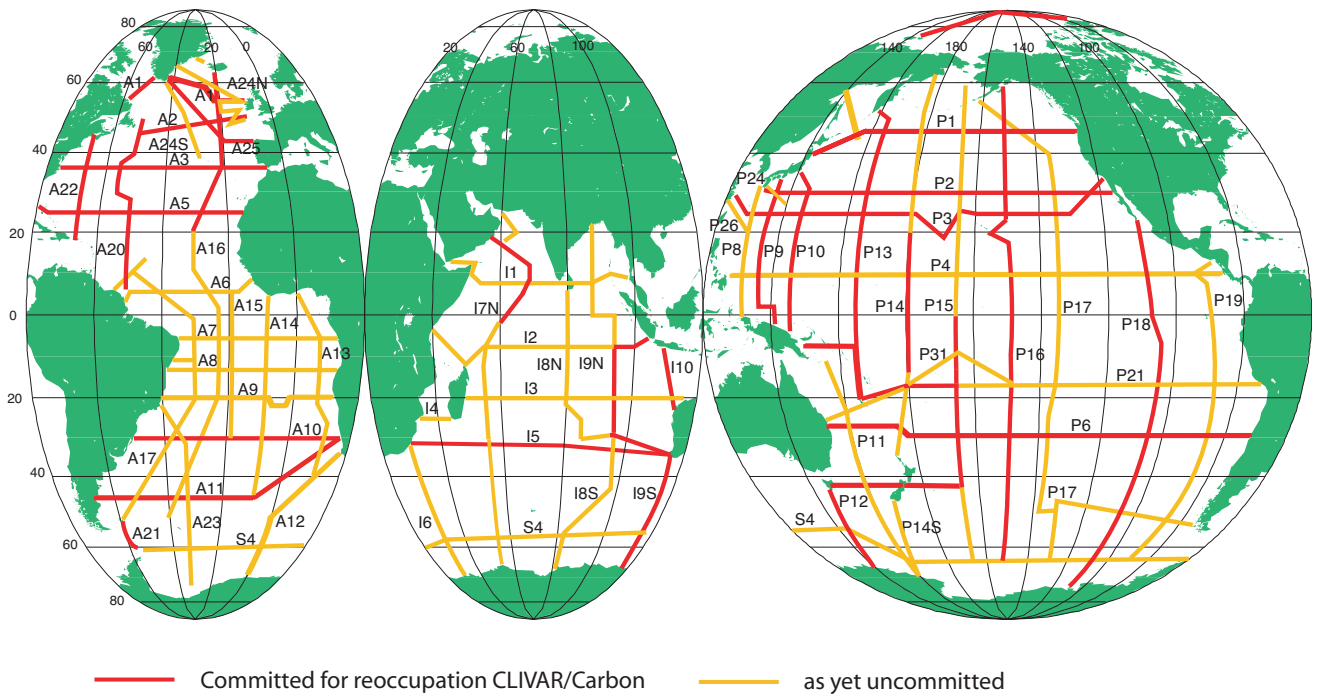 80
60
20
0
20
60
100
140
180
140
100
60
A1
A1
A24N
A2
A24S
A3
A25
40
A22
A5
20
A20
A16
A6
A15
A14
0
A7
A13
A8
A9
20
A10
A17
40
A11
A21
A23
A12
S4
60
80
I1
I7N
I2
I8N
I9N
I10
I3
I4
I5
I8S
I9S
I6
S4
P1
P24
P2
P26
P3
P8
P9
P10
P13
P4
P14
P15
P17
P19
P18
P31
P16
P21
P11
P6
P12
P17
S4
P14S
Committed for reoccupation CLIVAR/Carbon
as yet uncommitted